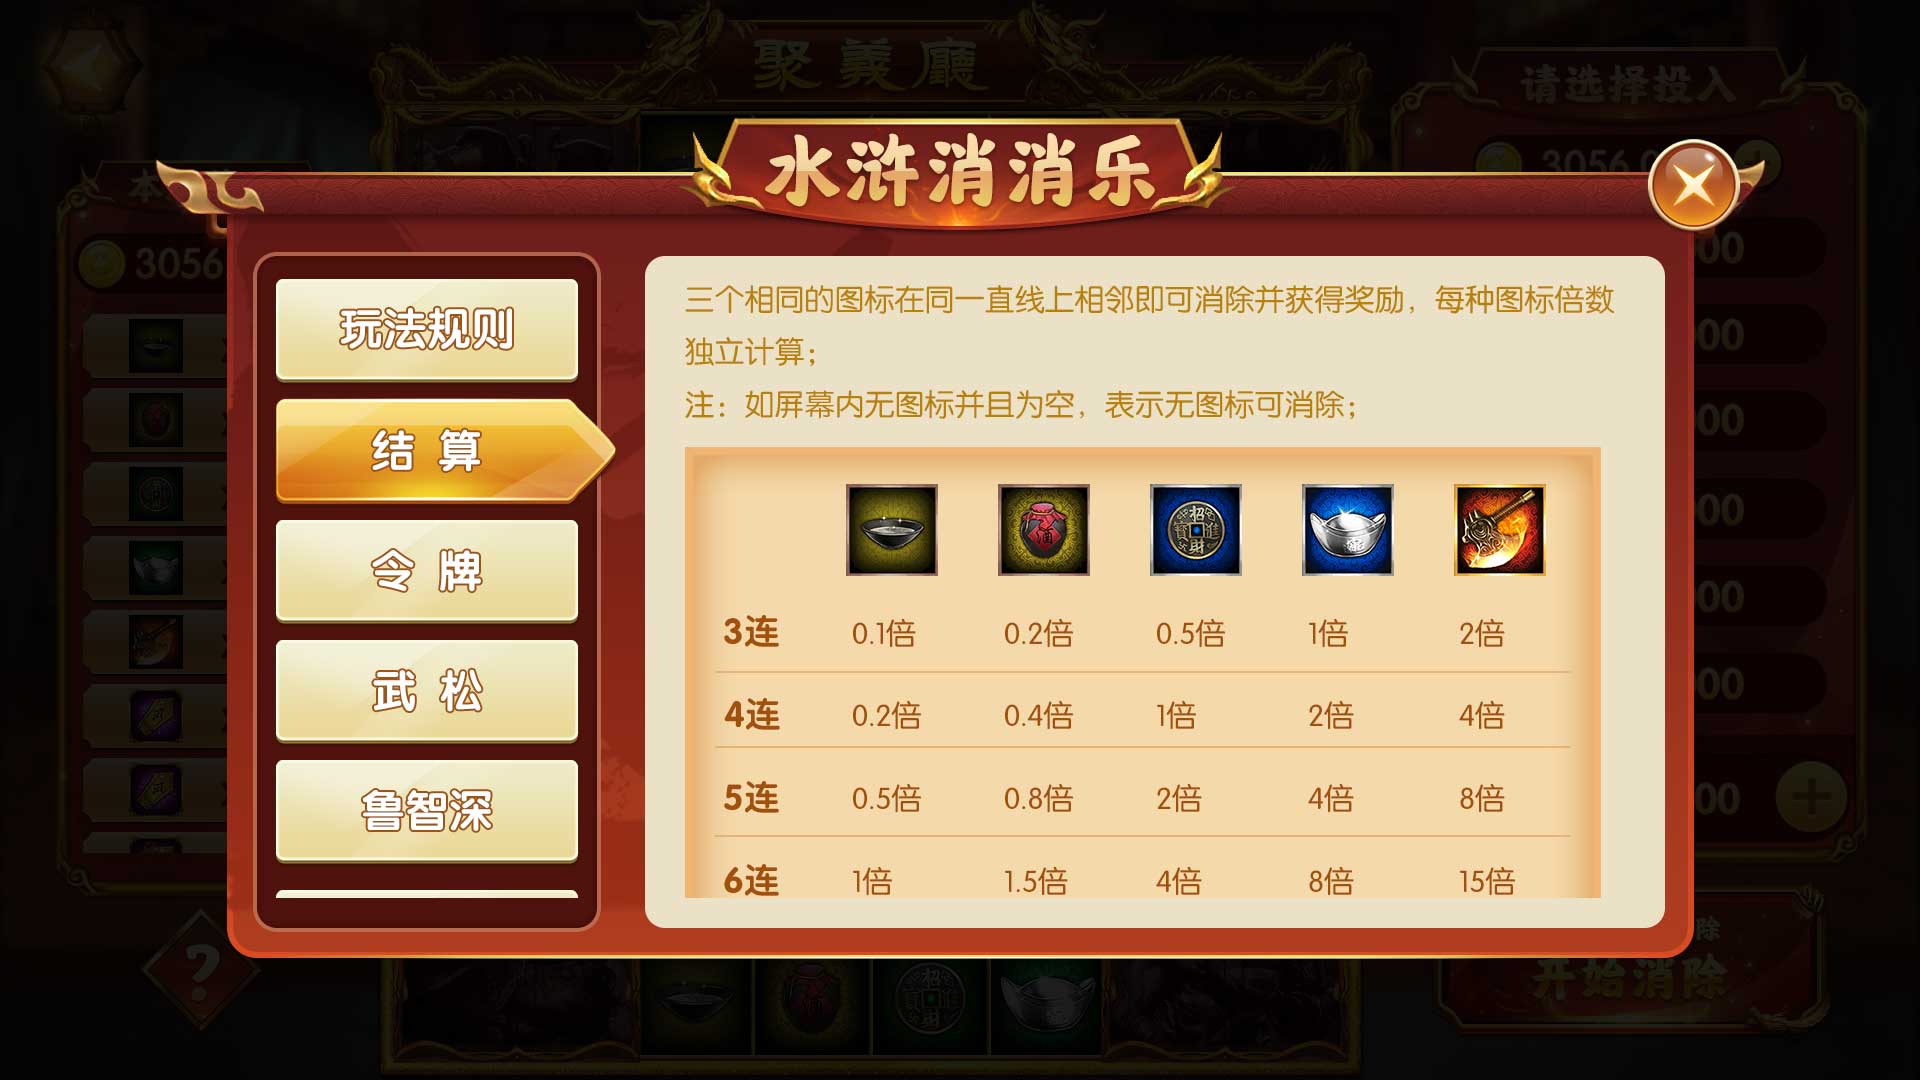 聚義廳
请选择投入
水浒消消乐
3056
3056
玩法规则
结算
令牌
武松
鲁智深
三个相同的图标在同一直线上相邻即可消除并获得奖励，每种图标倍数
独立计算；
注：如屏幕内无图标并且为空，表示无图标可消除；
招
寶 進
財
酒
3连 0.1倍 0.2倍 0.5倍 1倍 2倍
4连 0.2倍 0.4倍 1倍 2倍 4倍
5连 0.5倍 0.8倍 2倍 4倍 8倍
6连 1倍 1.5倍 4倍 8倍 15倍
?
开始消除